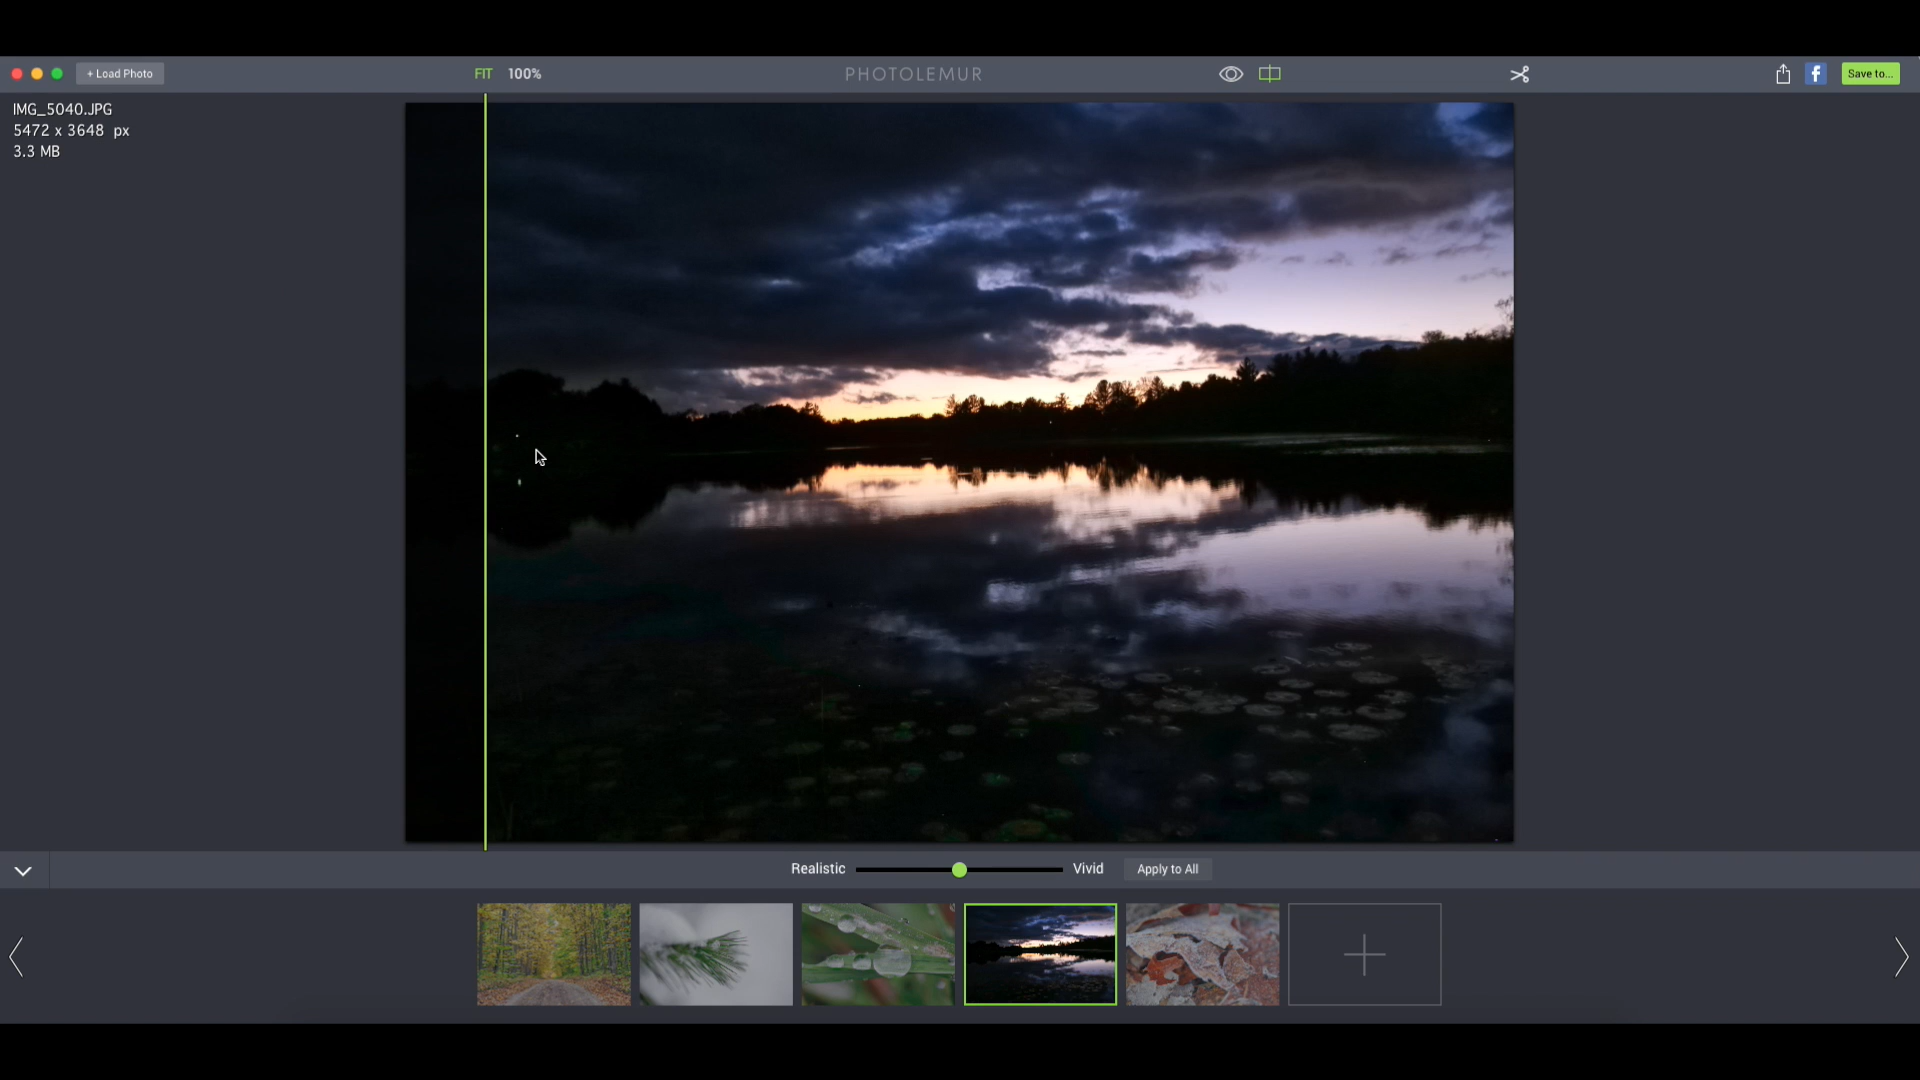 + Load Photo
FIT 100%
PHOTOLEMUR
Save to...
IMG_5040.JPG
5472 x 3648 px
3.3 MB
Realistic
Vivid
Apply to All